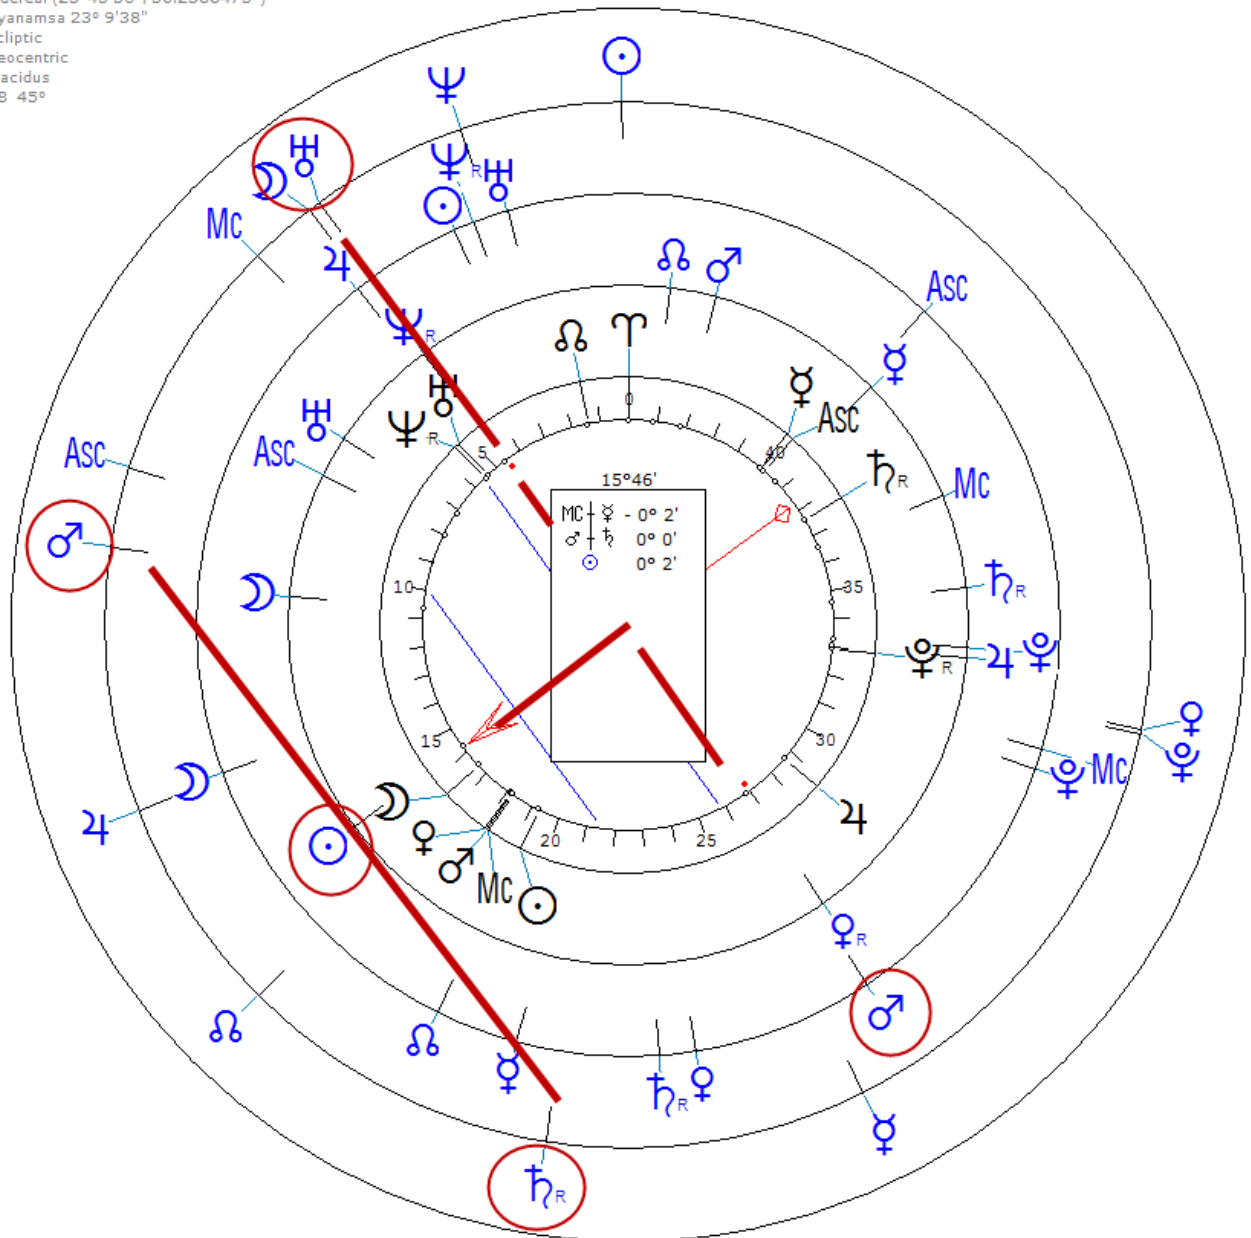 yanamsa 23° 9'38"
cliptic
eocentric
acidus
8 45°
Mc
R
Asc
R
0
Asc
R
5
40
Asc
Asc
15°46'
R
Mc
MC ☿ - 0° 2'
♂ ♄ 0° 0'
☉ 0° 2'
10
35
R
R
15
30
Mc
20
25
Mc
R
R
R